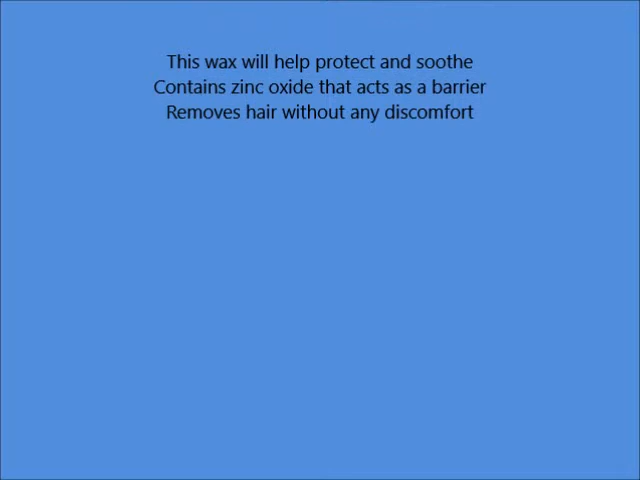 This wax will help protect and soothe
Contains zinc oxide that acts as a barrier
Removes hair without any discomfort